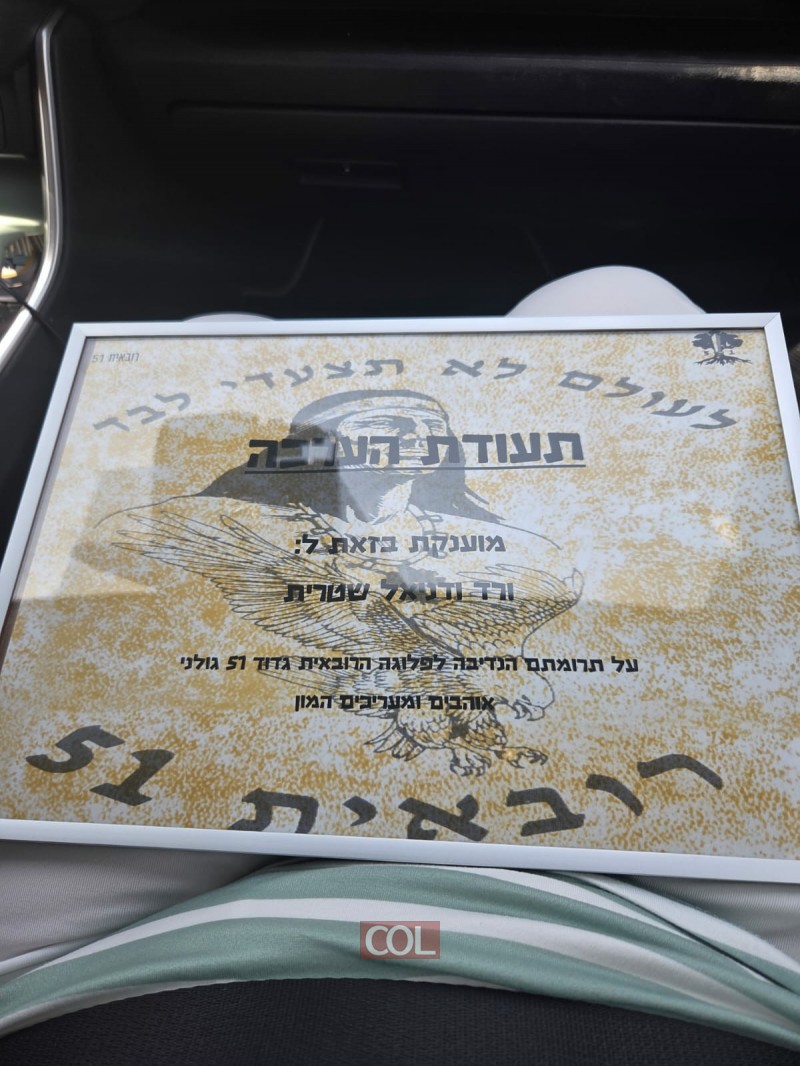 רובאית 51
לעולם לא תצעדי לבד
תעודת הערכה
מוענקת בזאת ל:
ורד ודניאל שטרית
על תרומתם הנדיבה לפלוגה הרובאית גדוד 51 גולני
אוהבים ומעריכים המון
רובאית 51
COL